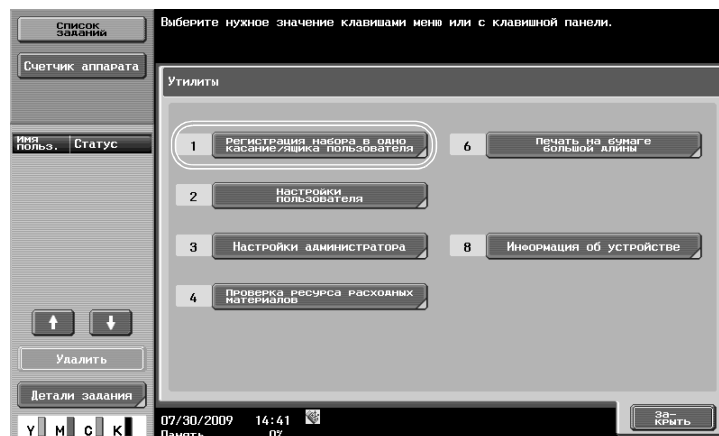 Список
заданий
Выберите нужное значение клавишами меню или с клавишной панели.
Счетчик аппарата
Утилиты
Имя
польз.
Статус
1
Регистрация набора в одно
касание/ящика пользователя
6
Печать на бумаге
большой длины
2
Настройки
пользователя
3
Настройки администратора
8
Информация об устройстве
4
Проверка ресурса расходных
материалов
Удалить
Детали задания
07/30/2009 14:41
За-
крыть
Y M C K
Память 0%